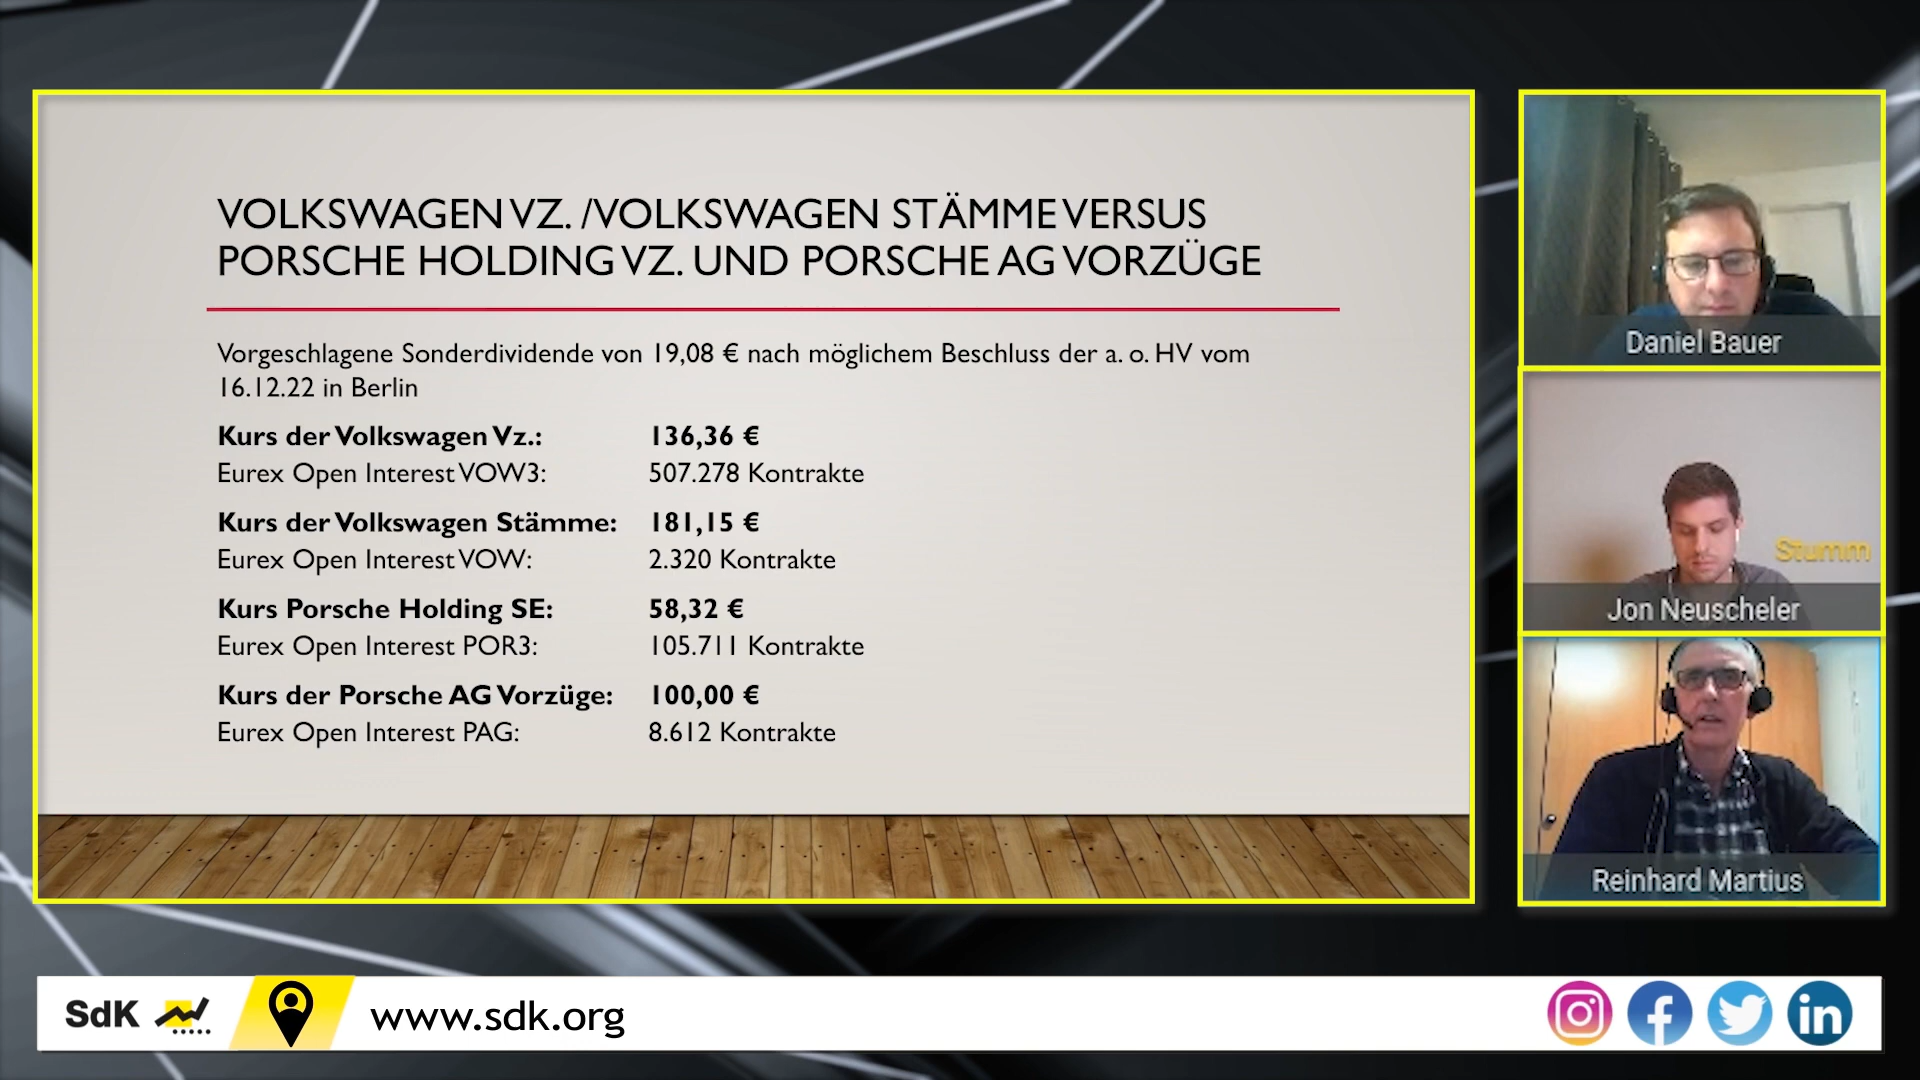 VOLKSWAGEN VZ. /VOLKSWAGEN STÄMME VERSUS
PORSCHE HOLDING VZ. UND PORSCHE AG VORZÜGE
Vorgeschlagene Sonderdividende von 19,08 € nach möglichem Beschluss der a. o. HV vom
16.12.22 in Berlin
Kurs der Volkswagen Vz.: 136,36 €
Eurex Open Interest VOW3: 507.278 Kontrakte
Kurs der Volkswagen Stämme: 181,15 €
Eurex Open Interest VOW: 2.320 Kontrakte
Kurs Porsche Holding SE: 58,32 €
Eurex Open Interest POR3: 105.711 Kontrakte
Kurs der Porsche AG Vorzüge: 100,00 €
Eurex Open Interest PAG: 8.612 Kontrakte
Daniel Bauer
Stumm
Jon Neuscheler
Reinhard Martius
SdK
www.sdk.org